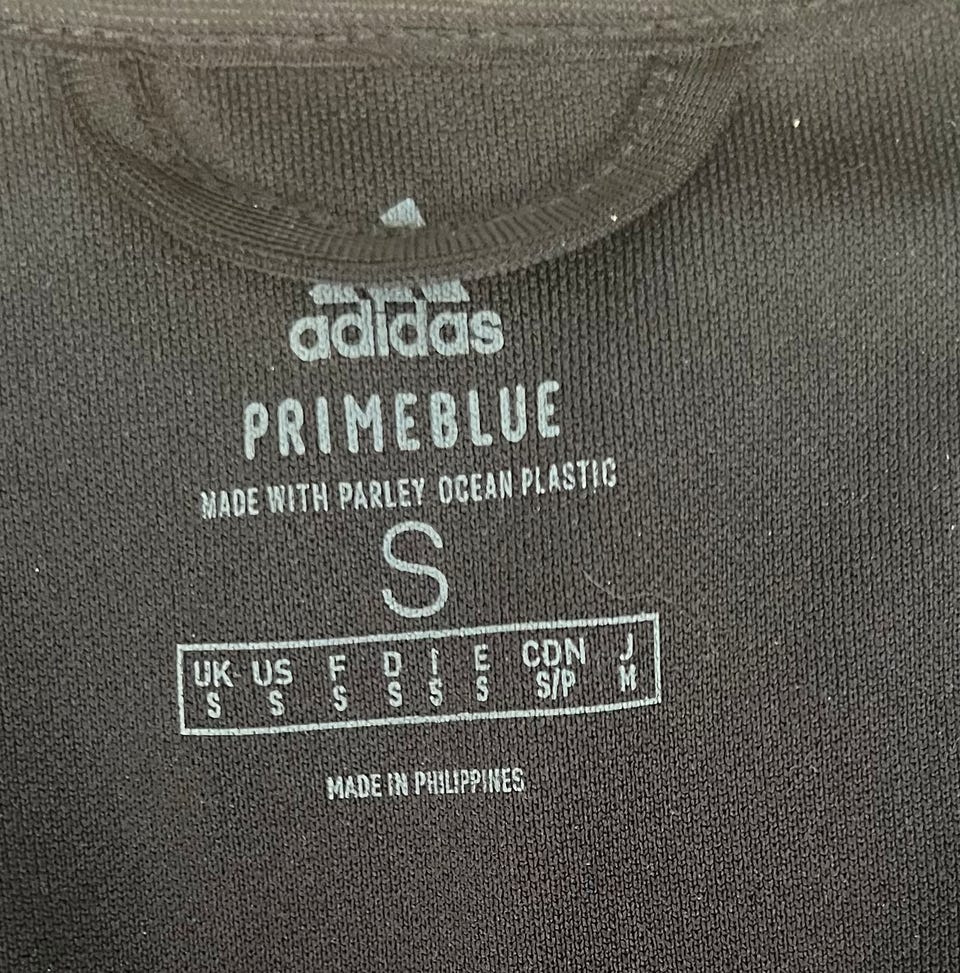 adidas
PRIMEBLUE
MADE WITH PARLEY OCEAN PLASTIC
S
UK US F D I E CDN J
S S S S S S S/P M
MADE IN PHILIPPINES